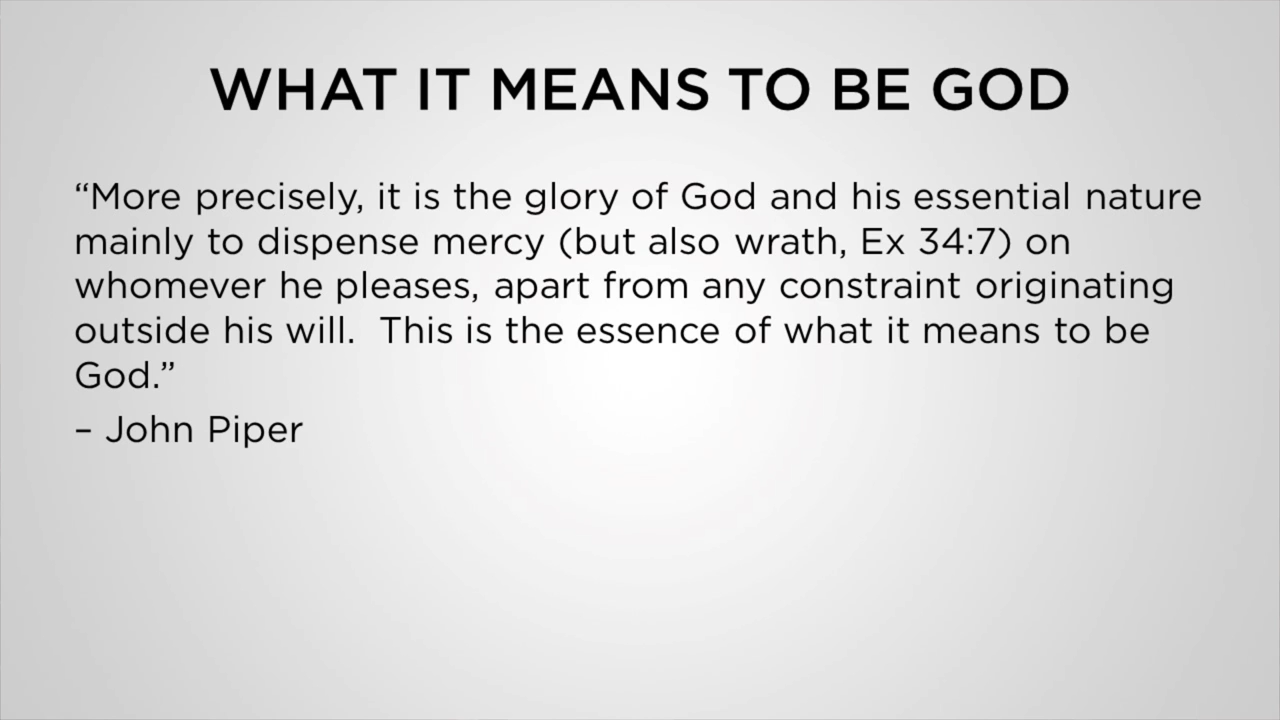 WHAT IT MEANS TO BE GOD
“More precisely, it is the glory of God and his essential nature
mainly to dispense mercy (but also wrath, Ex 34:7) on
whomever he pleases, apart from any constraint originating
outside his will.  This is the essence of what it means to be
God.”
– John Piper